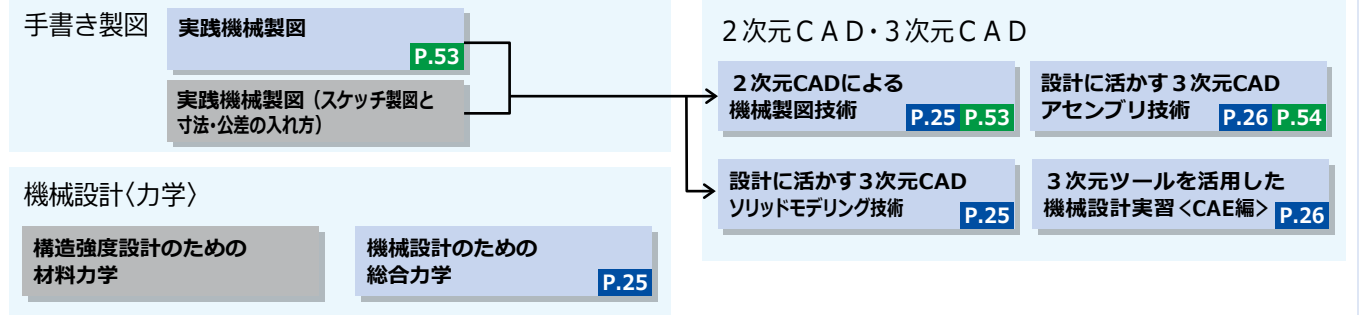 手書き製図
実践機械製図
P.53
実践機械製図（スケッチ製図と
寸法・公差の入れ方）
機械設計〈力学〉
構造強度設計のための
材料力学
機械設計のための
総合力学
P.25
２次元ＣＡＤ・３次元ＣＡＤ
２次元CADによる
機械製図技術
P.25 P.53
設計に活かす３次元CAD
アセンブリ技術
P.26 P.54
設計に活かす3次元CAD
ソリッドモデリング技術
P.25
３次元ツールを活用した
機械設計実習<CAE編>
P.26